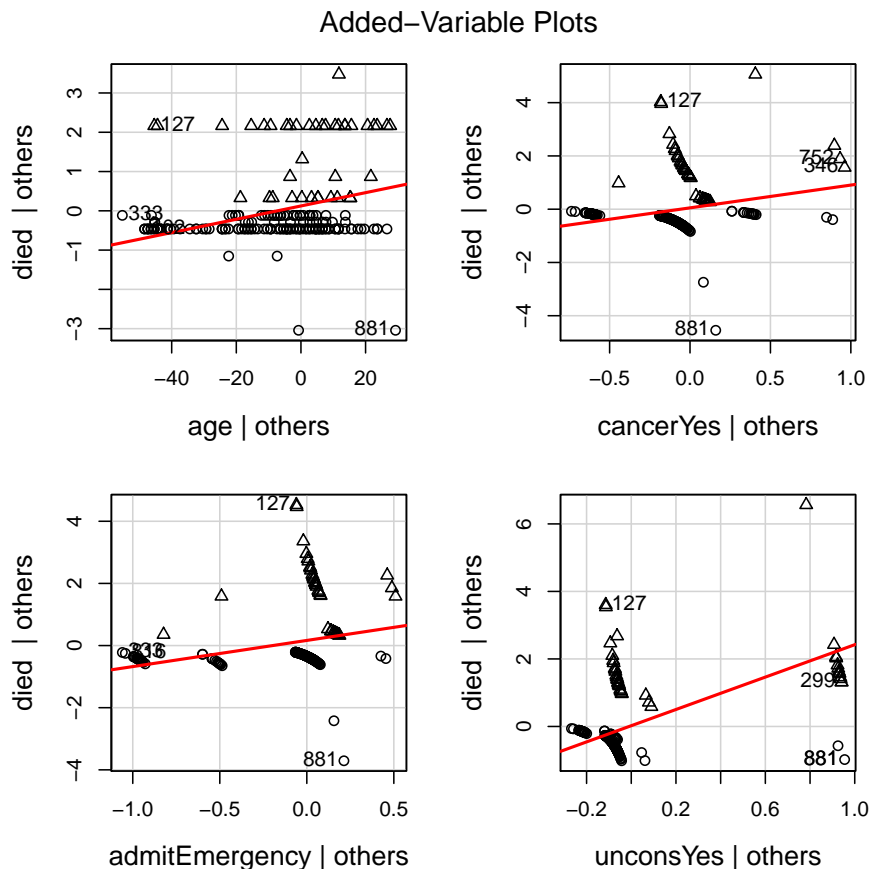 Added−Variable Plots
died | others
3
2
1
0
−1
−3
127
333
881
−40 −20 0 20
age | others
died | others
4
2
0
−2
−4
127
752
346
881
−0.5 0.0 0.5 1.0
cancerYes | others
died | others
4
2
0
−2
−4
127
333
881
−1.0 −0.5 0.0 0.5
admitEmergency | others
died | others
6
4
2
0
127
299
881
−0.2 0.2 0.6 1.0
unconsYes | others